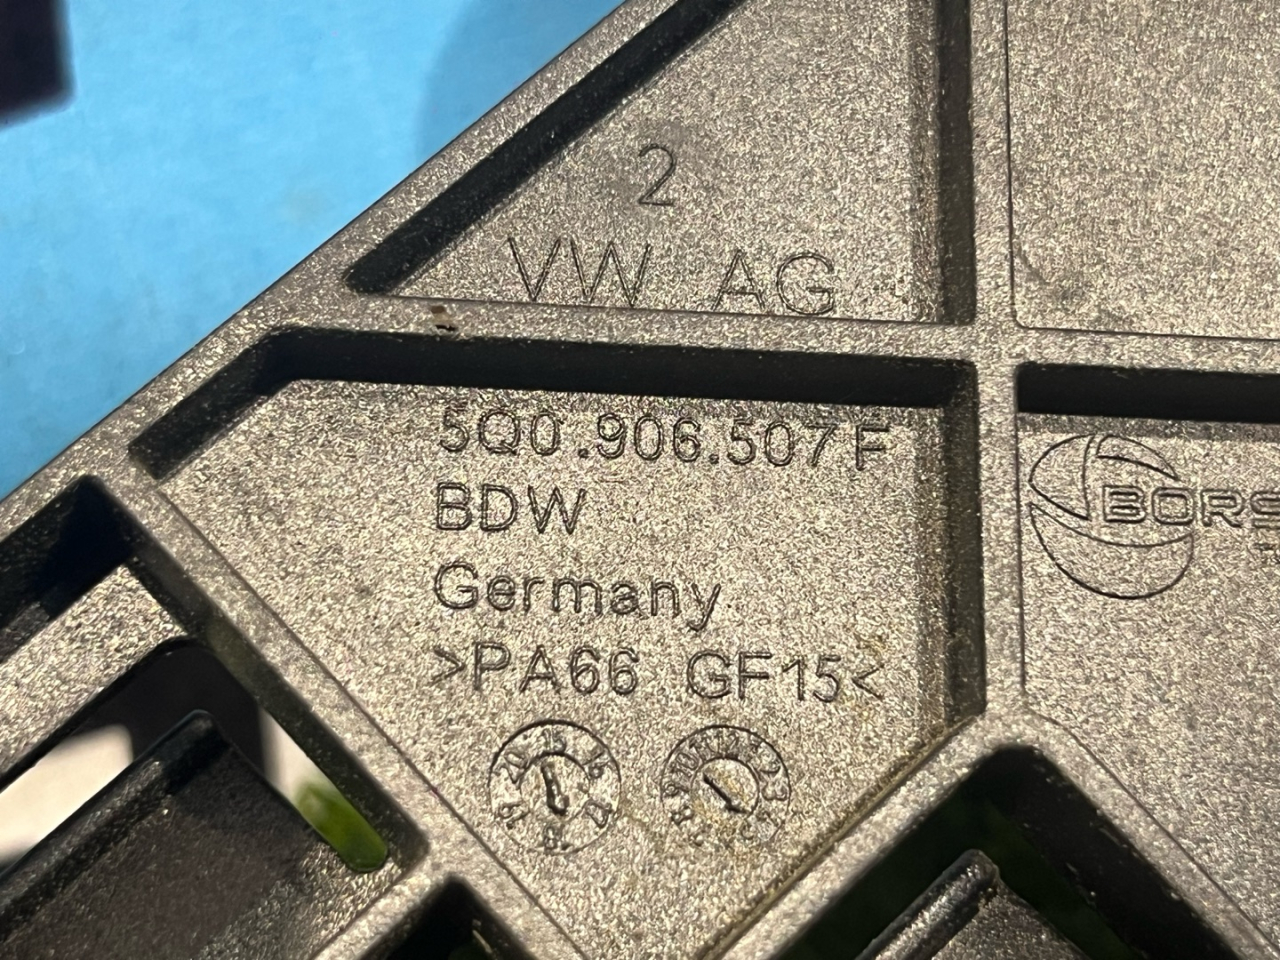 2
VW AG
5Q0.906.507 F
BDW
Germany
>PA66 GF15<
BORS